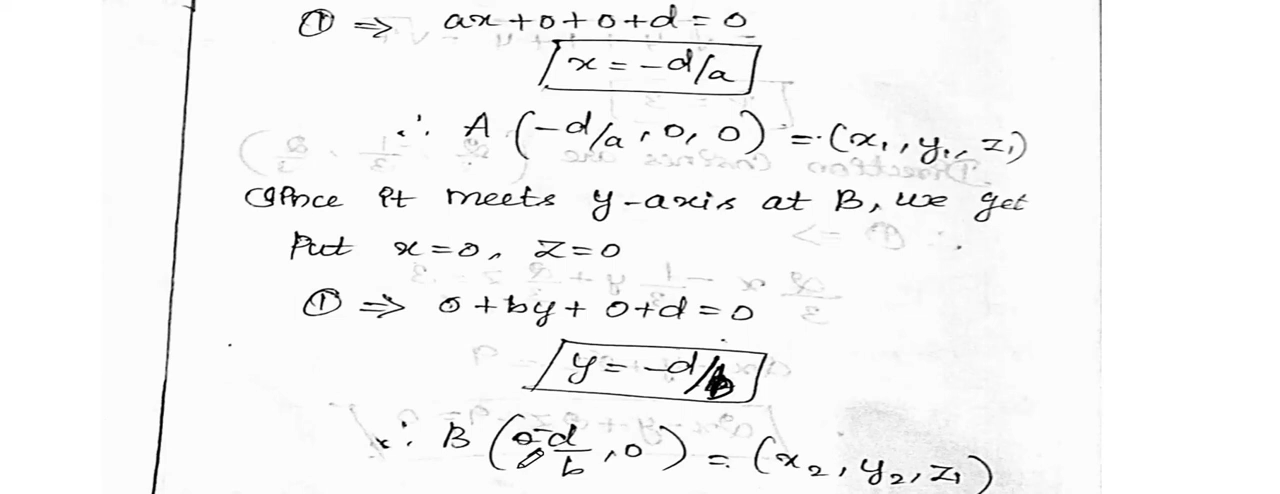 ① ⇒ ax + 0 + 0 + d = 0
x = -d/a
∴ A (-d/a, 0, 0) = (x₁, y₁, z₁)
Since it meets y-axis at B, we get
Put x = 0, z = 0
① ⇒ 0 + by + 0 + d = 0
y = -d/b
∴ B (0, -d/b, 0) = (x₂, y₂, z₁)